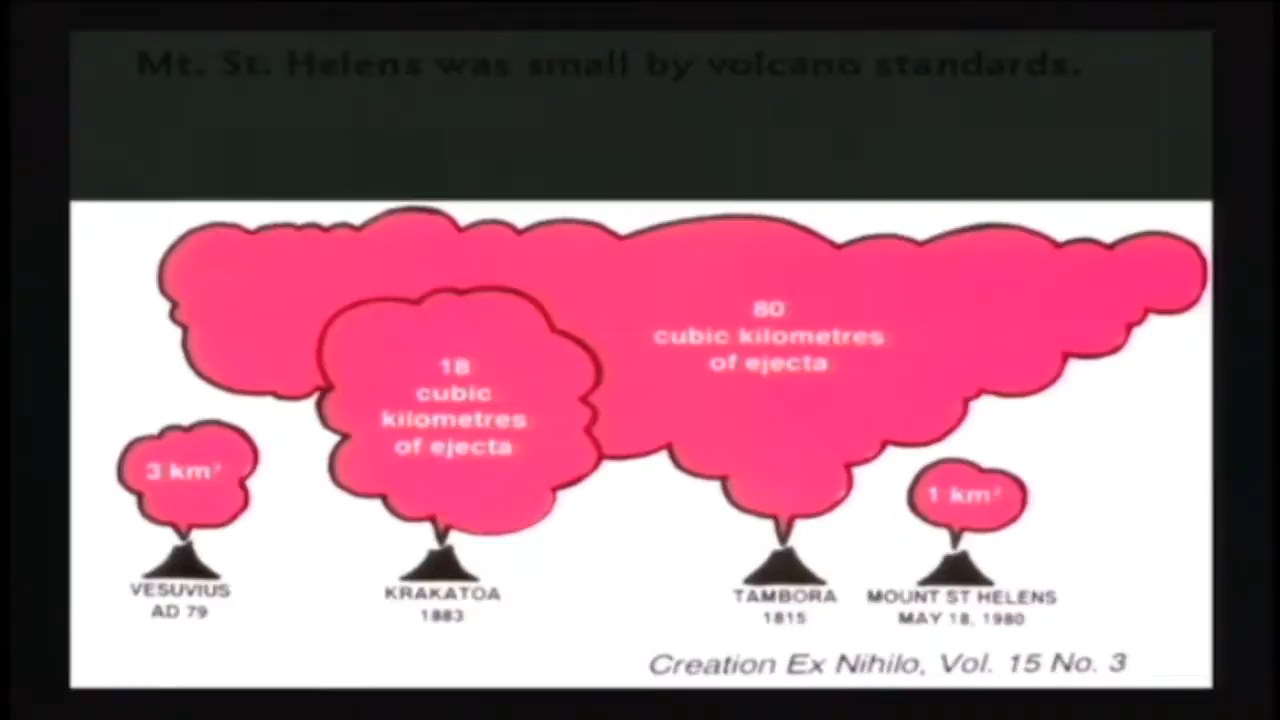 Mt. St. Helens was small by volcano standards.
80
cubic kilometres
of ejecta
18
cubic
kilometres
of ejecta
3 km³
1 km³
VESUVIUS
AD 79
KRAKATOA
1883
TAMBORA
1815
MOUNT ST HELENS
MAY 18, 1980
Creation Ex Nihilo, Vol. 15 No. 3